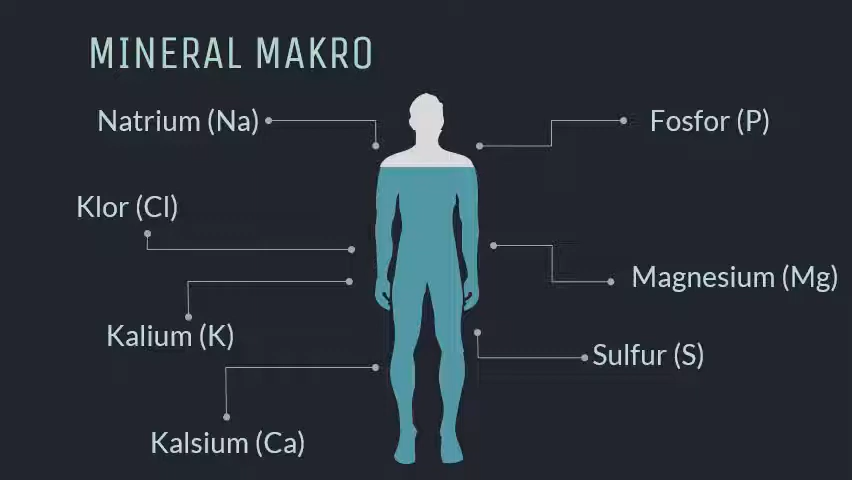 MINERAL MAKRO
Natrium (Na)
Fosfor (P)
Klor (Cl)
Magnesium (Mg)
Kalium (K)
Sulfur (S)
Kalsium (Ca)